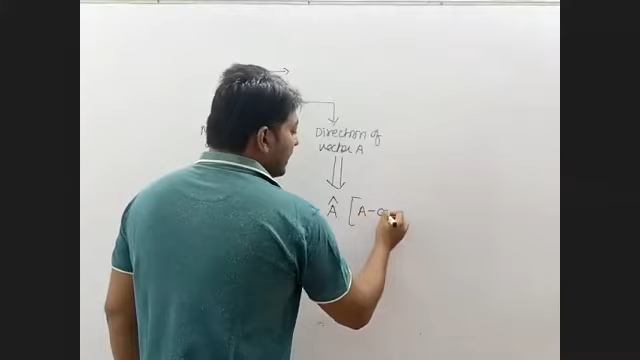 Direction of
vector A
Â [A-